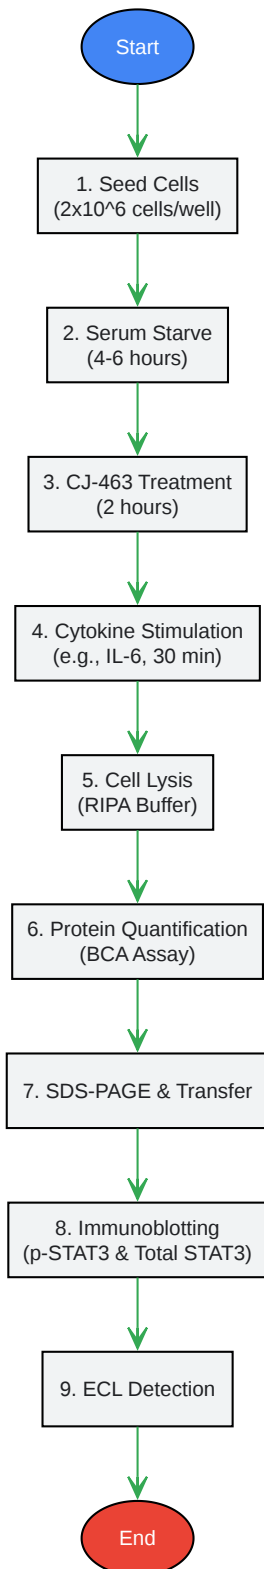 Start
1. Seed Cells
(2x10^6 cells/well)
2. Serum Starve
(4-6 hours)
3. CJ-463 Treatment
(2 hours)
4. Cytokine Stimulation
(e.g., IL-6, 30 min)
5. Cell Lysis
(RIPA Buffer)
6. Protein Quantification
(BCA Assay)
7. SDS-PAGE & Transfer
8. Immunoblotting
(p-STAT3 & Total STAT3)
9. ECL Detection
End